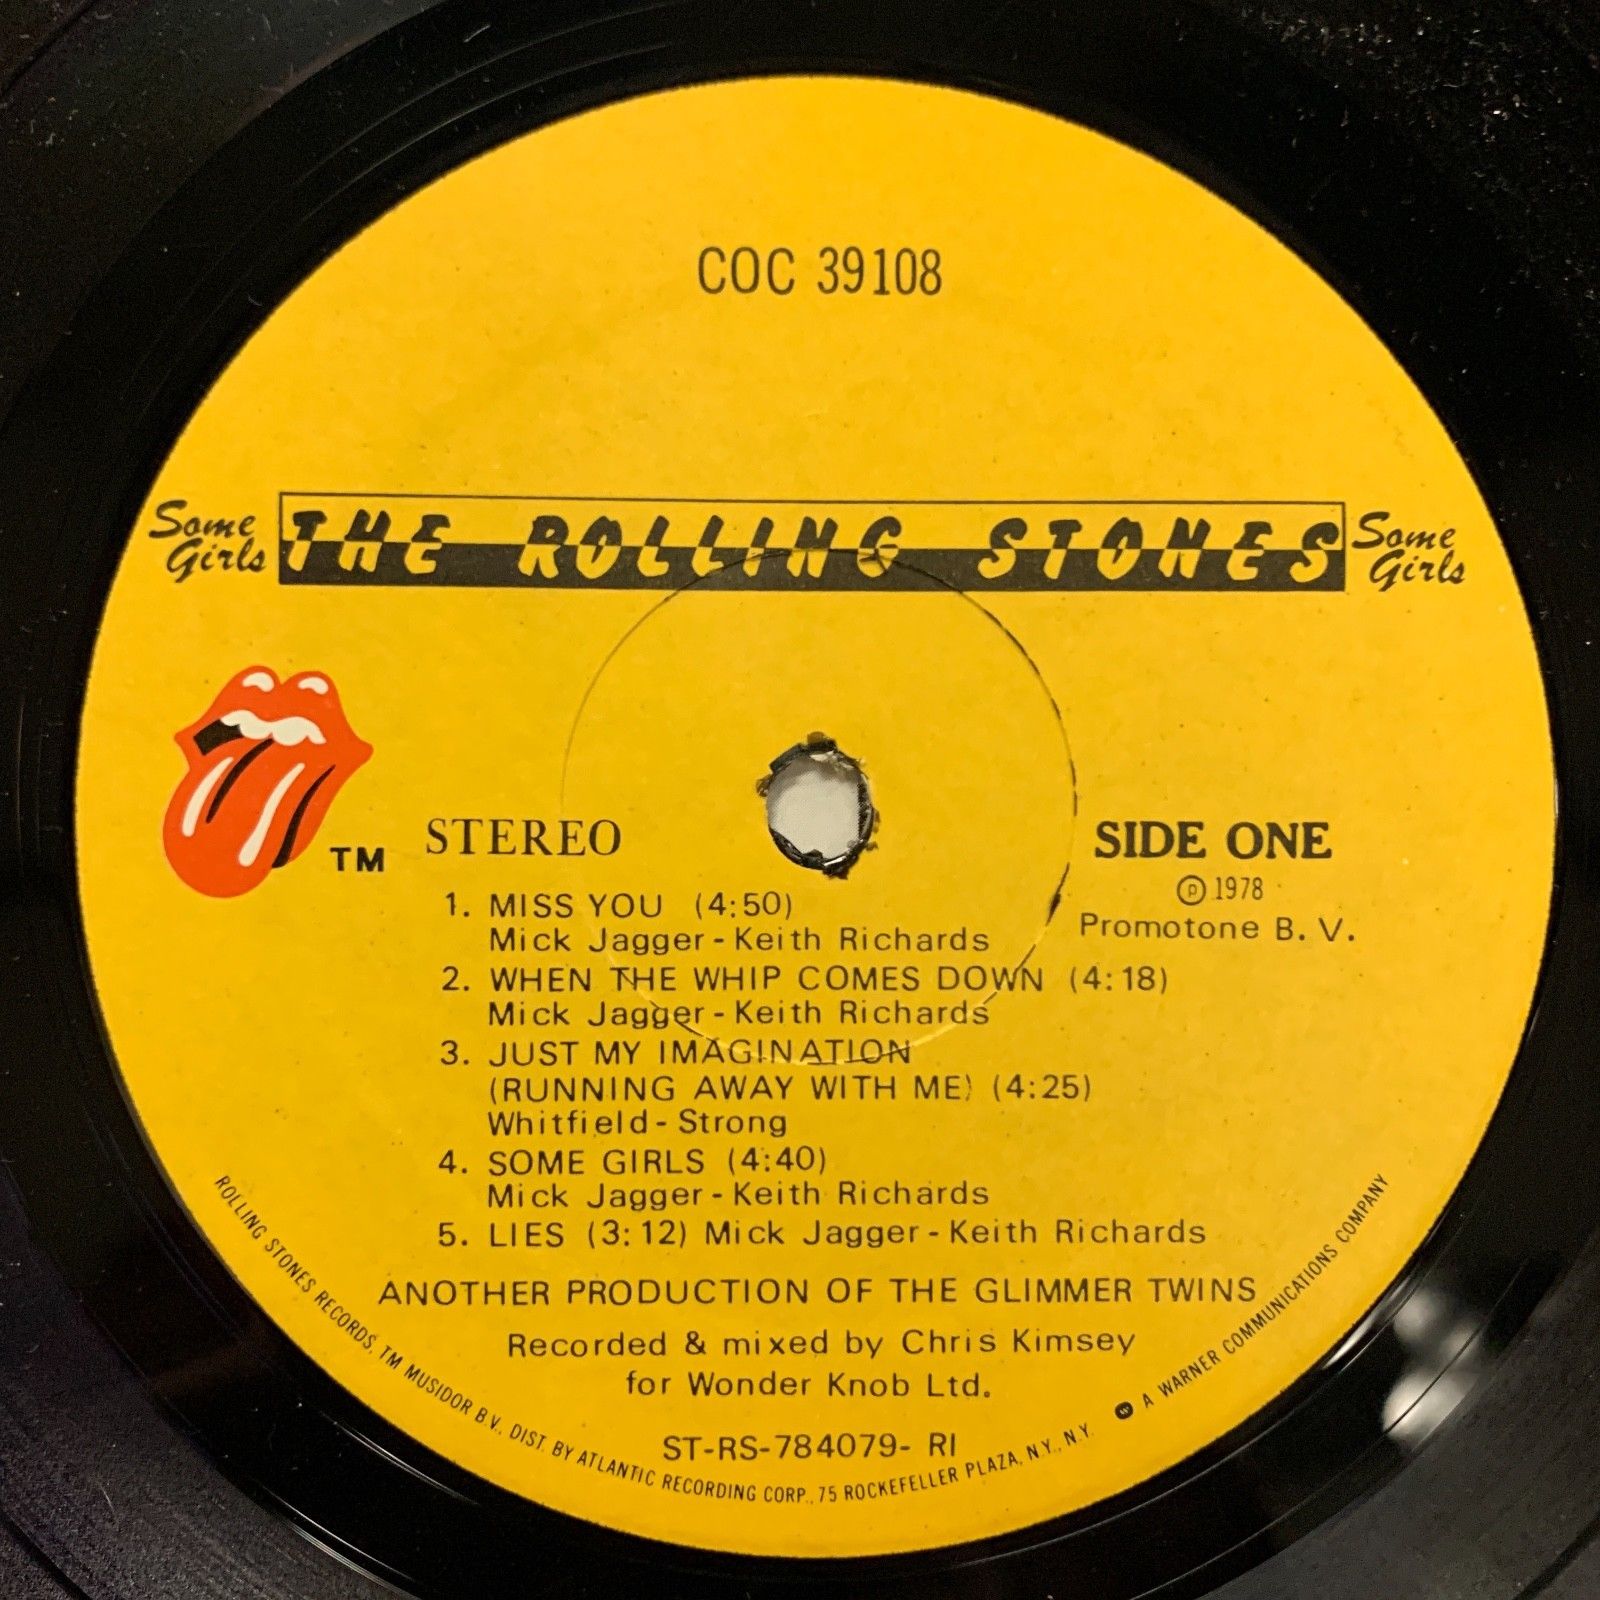 COC 39108
Some Girls THE ROLLING STONES Some Girls
TM
STEREO
SIDE ONE
℗ 1978
Promotone B. V.
1. MISS YOU (4:50)
Mick Jagger - Keith Richards
2. WHEN THE WHIP COMES DOWN (4:18)
Mick Jagger - Keith Richards
3. JUST MY IMAGINATION
(RUNNING AWAY WITH ME) (4:25)
Whitfield - Strong
4. SOME GIRLS (4:40)
Mick Jagger - Keith Richards
5. LIES (3:12) Mick Jagger - Keith Richards
ANOTHER PRODUCTION OF THE GLIMMER TWINS
Recorded & mixed by Chris Kimsey
for Wonder Knob Ltd.
ST-RS-784079- RI
ROLLING STONES RECORDS, TM MUSIDOR B.V., DIST. BY ATLANTIC RECORDING CORP., 75 ROCKEFELLER PLAZA, N.Y., N.Y. W A WARNER COMMUNICATIONS COMPANY